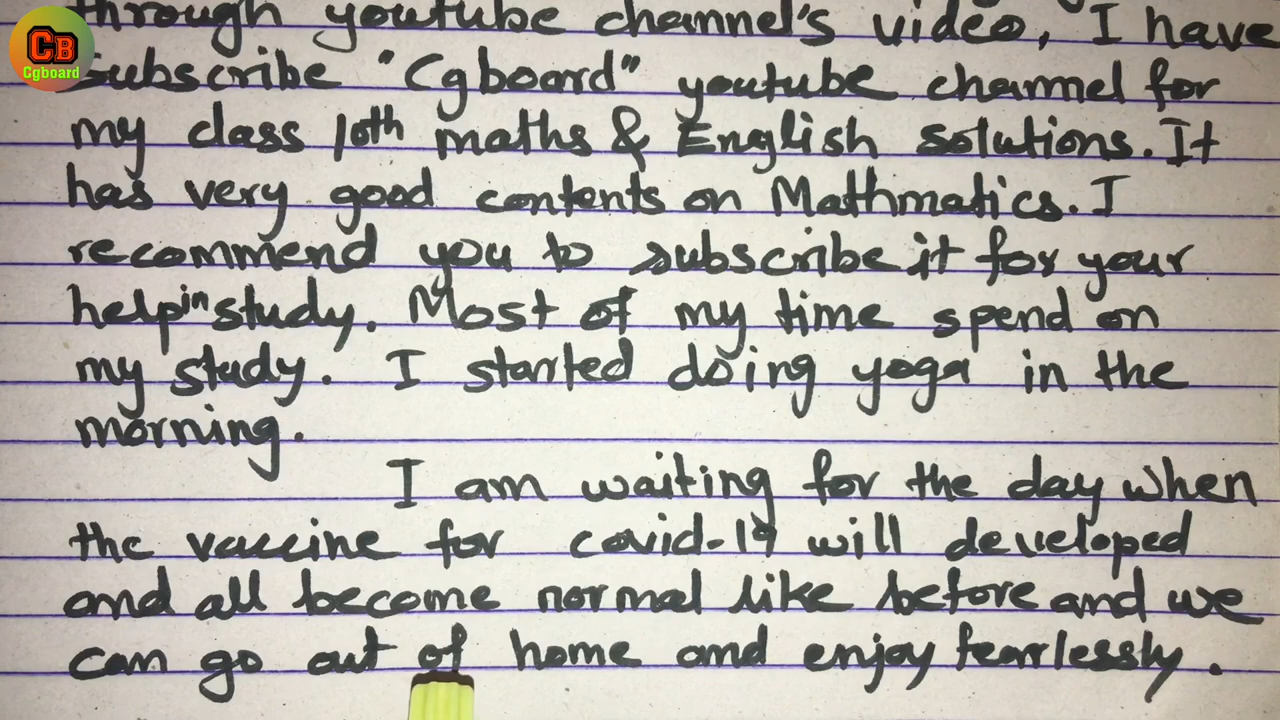 CB
Cgboard
through youtube channel's video, I have
subscribe "Cgboard" youtube channel for
my class 10th maths & English solutions. It
has very good contents on Mathmatics. I
recommend you to subscribe it for your
help in study. Most of my time spend on
my study. I started doing yoga in the
morning.
I am waiting for the day when
the vaccine for covid-19 will developed
and all become normal like before and we
can go out of home and enjoy fearlessly.